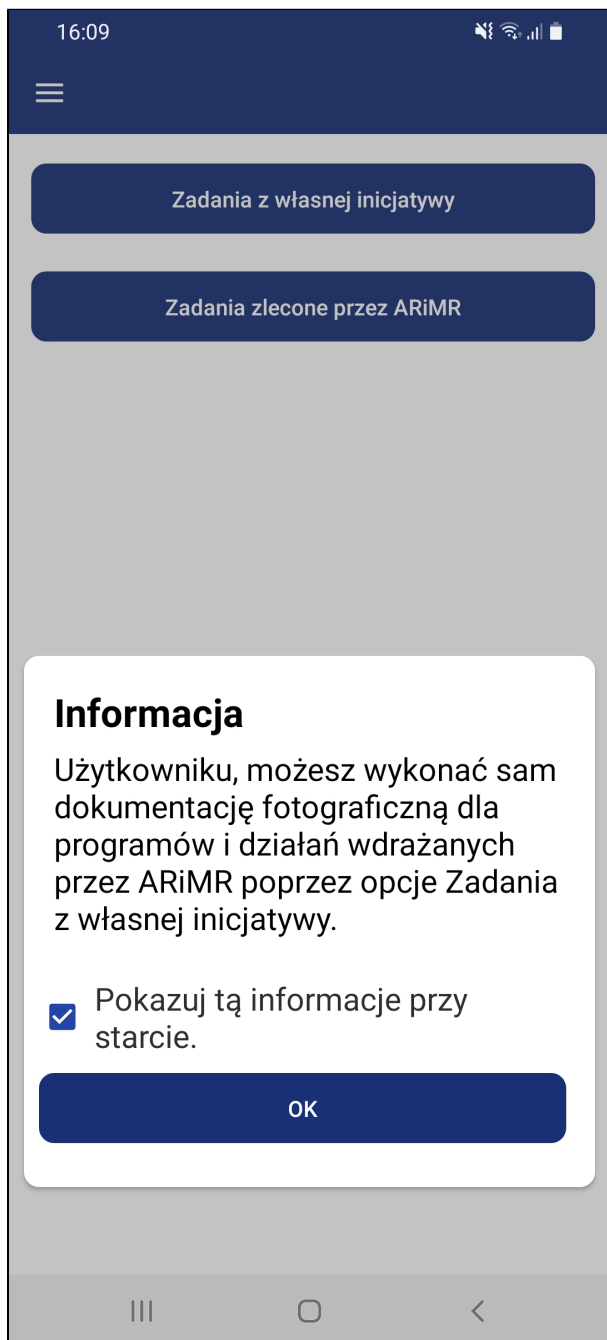 16:09
Zadania z własnej inicjatywy
Zadania zlecone przez ARiMR
Informacja
Użytkowniku, możesz wykonać sam
dokumentację fotograficzną dla
programów i działań wdrażanych
przez ARiMR poprzez opcje Zadania
z własnej inicjatywy.
Pokazuj tą informacje przy
starcie.
OK